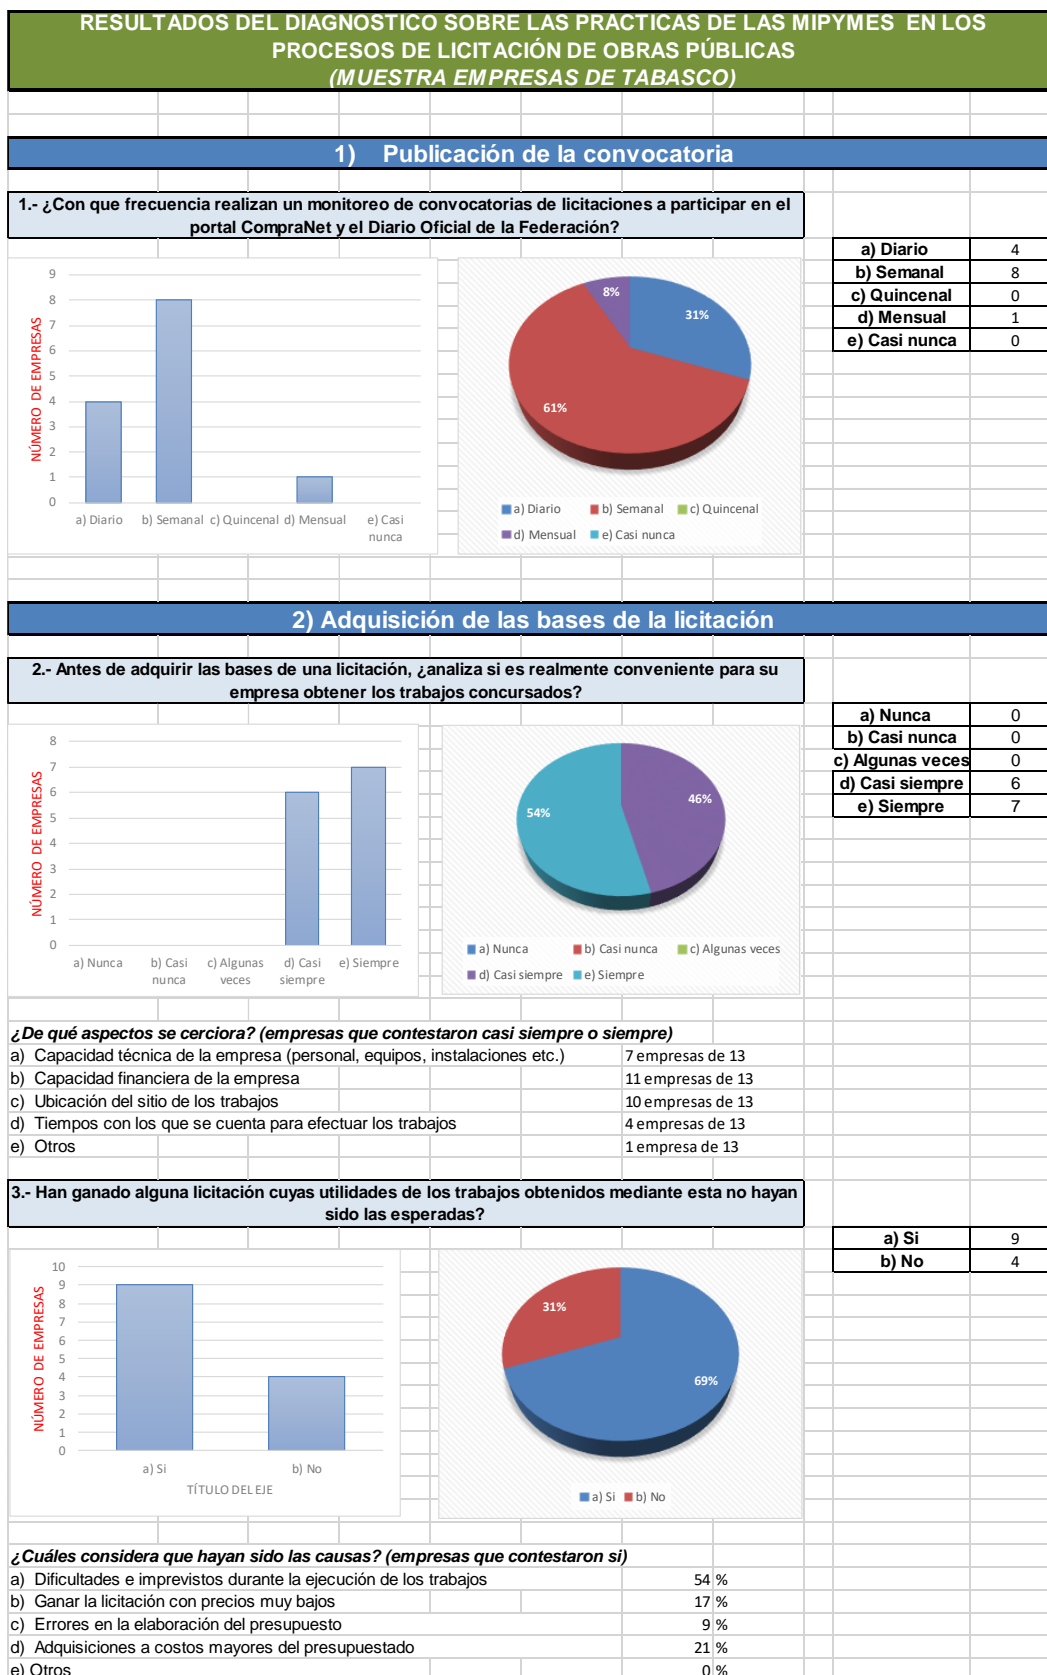 RESULTADOS DEL DIAGNOSTICO SOBRE LAS PRACTICAS DE LAS MIPYMES EN LOS
PROCESOS DE LICITACIÓN DE OBRAS PÚBLICAS
(MUESTRA EMPRESAS DE TABASCO)
1) Publicación de la convocatoria
1.- ¿Con que frecuencia realizan un monitoreo de convocatorias de licitaciones a participar en el
portal CompraNet y el Diario Oficial de la Federación?
a) Diario 4
b) Semanal 8
c) Quincenal 0
d) Mensual 1
e) Casi nunca 0
NÚMERO DE EMPRESAS
9
8
7
6
5
4
3
2
1
0
a) Diario b) Semanal c) Quincenal d) Mensual e) Casi
nunca
8%
31%
61%
a) Diario b) Semanal c) Quincenal
d) Mensual e) Casi nunca
2) Adquisición de las bases de la licitación
2.- Antes de adquirir las bases de una licitación, ¿analiza si es realmente conveniente para su
empresa obtener los trabajos concursados?
a) Nunca 0
b) Casi nunca 0
c) Algunas veces 0
d) Casi siempre 6
e) Siempre 7
NÚMERO DE EMPRESAS
8
7
6
5
4
3
2
1
0
a) Nunca b) Casi c) Algunas d) Casi e) Siempre
nunca veces siempre
46%
54%
a) Nunca b) Casi nunca c) Algunas veces
d) Casi siempre e) Siempre
¿De qué aspectos se cerciora? (empresas que contestaron casi siempre o siempre)
a) Capacidad técnica de la empresa (personal, equipos, instalaciones etc.) 7 empresas de 13
b) Capacidad financiera de la empresa 11 empresas de 13
c) Ubicación del sitio de los trabajos 10 empresas de 13
d) Tiempos con los que se cuenta para efectuar los trabajos 4 empresas de 13
e) Otros 1 empresa de 13
3.- Han ganado alguna licitación cuyas utilidades de los trabajos obtenidos mediante esta no hayan
sido las esperadas?
a) Si 9
b) No 4
NÚMERO DE EMPRESAS
10
9
8
7
6
5
4
3
2
1
0
a) Si b) No
TÍTULO DEL EJE
31%
69%
a) Si b) No
¿Cuáles considera que hayan sido las causas? (empresas que contestaron si)
a) Dificultades e imprevistos durante la ejecución de los trabajos 54 %
b) Ganar la licitación con precios muy bajos 17 %
c) Errores en la elaboración del presupuesto 9 %
d) Adquisiciones a costos mayores del presupuestado 21 %
e) Otros 0 %